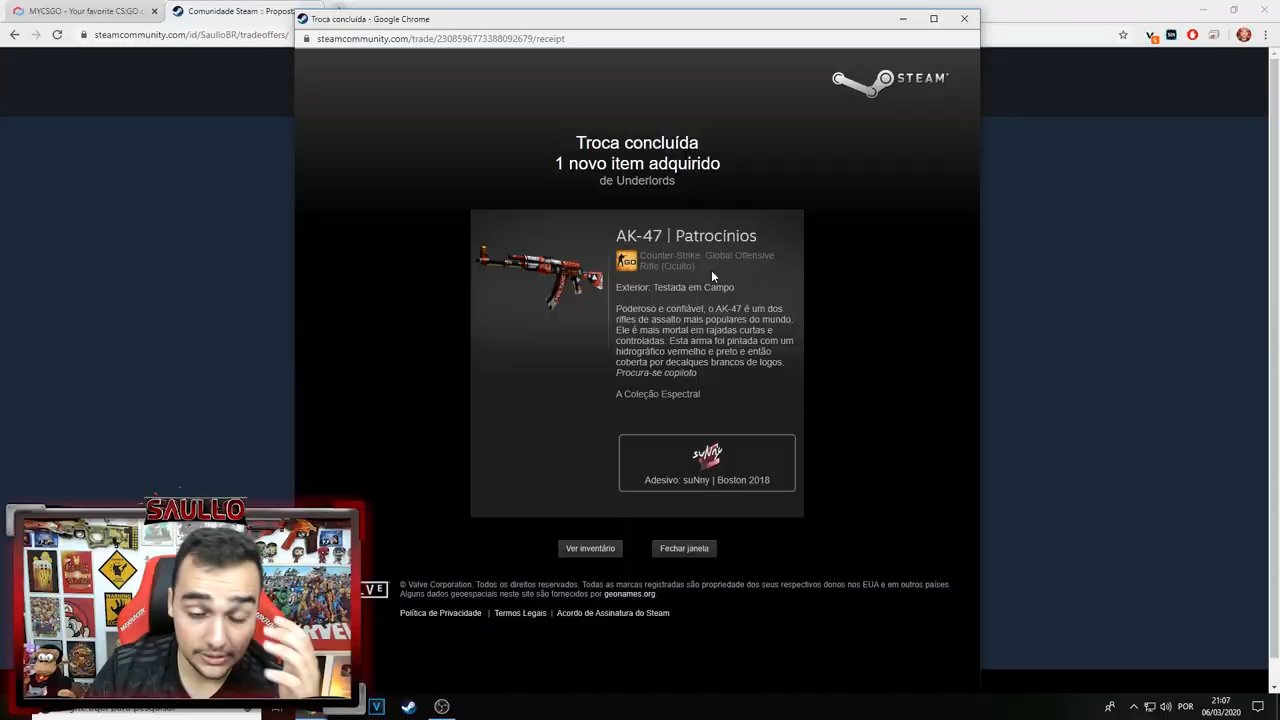 MYCSGO - Your favourite CS:GO c
Steam Community :: Propost
Troca concluída - Google Chrome
steamcommunity.com/id/SaulloBR/tradeoffers/
steamcommunity.com/trade/2308596773388092679/receipt
STEAM
Troca concluída
1 novo item adquirido
de Underlords
AK-47 | Patrocínios
GO
Counter-Strike Global Offensive
Rifle (Oculto)
Exterior: Testada em Campo
Poderoso e confiável, o AK-47 é um dos
rifles de assalto mais populares do mundo.
Ele é mais mortal em rajadas curtas e
controladas. Esta arma foi pintada com um
hidrográfico vermelho e preto e então
coberta por decalques brancos de logos.
Procura-se copiloto
A Coleção Espectral
suNny
Adesivo: suNny | Boston 2018
Ver inventário
Fechar janela
SAULLO
© Valve Corporation. Todos os direitos reservados. Todas as marcas registradas são propriedade dos seus respectivos donos nos EUA e em outros países.
Alguns dados geoespaciais neste site são fornecidos por geonames.org.
Política de Privacidade | Termos Legais | Acordo de Assinatura do Steam
WARNING
MARVEL
POR
21:07
06/03/2020